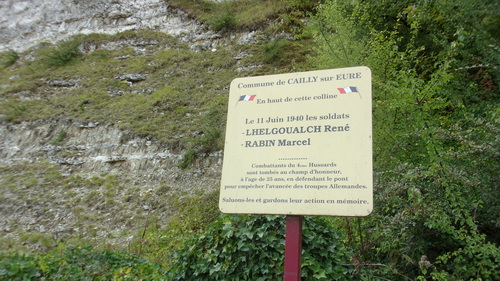 Commune de CAILLY sur EURE
En haut de cette colline
Le 11 Juin 1940 les soldats
-LHELGOUALCH René
-RABIN Marcel
------------
Combattants du 4ème Hussards
sont tombés au champ d'honneur,
à l'age de 25 ans, en défendant le pont
pour empêcher l'avancée des troupes Allemandes.
Saluons-les et gardons leur action en mémoire.